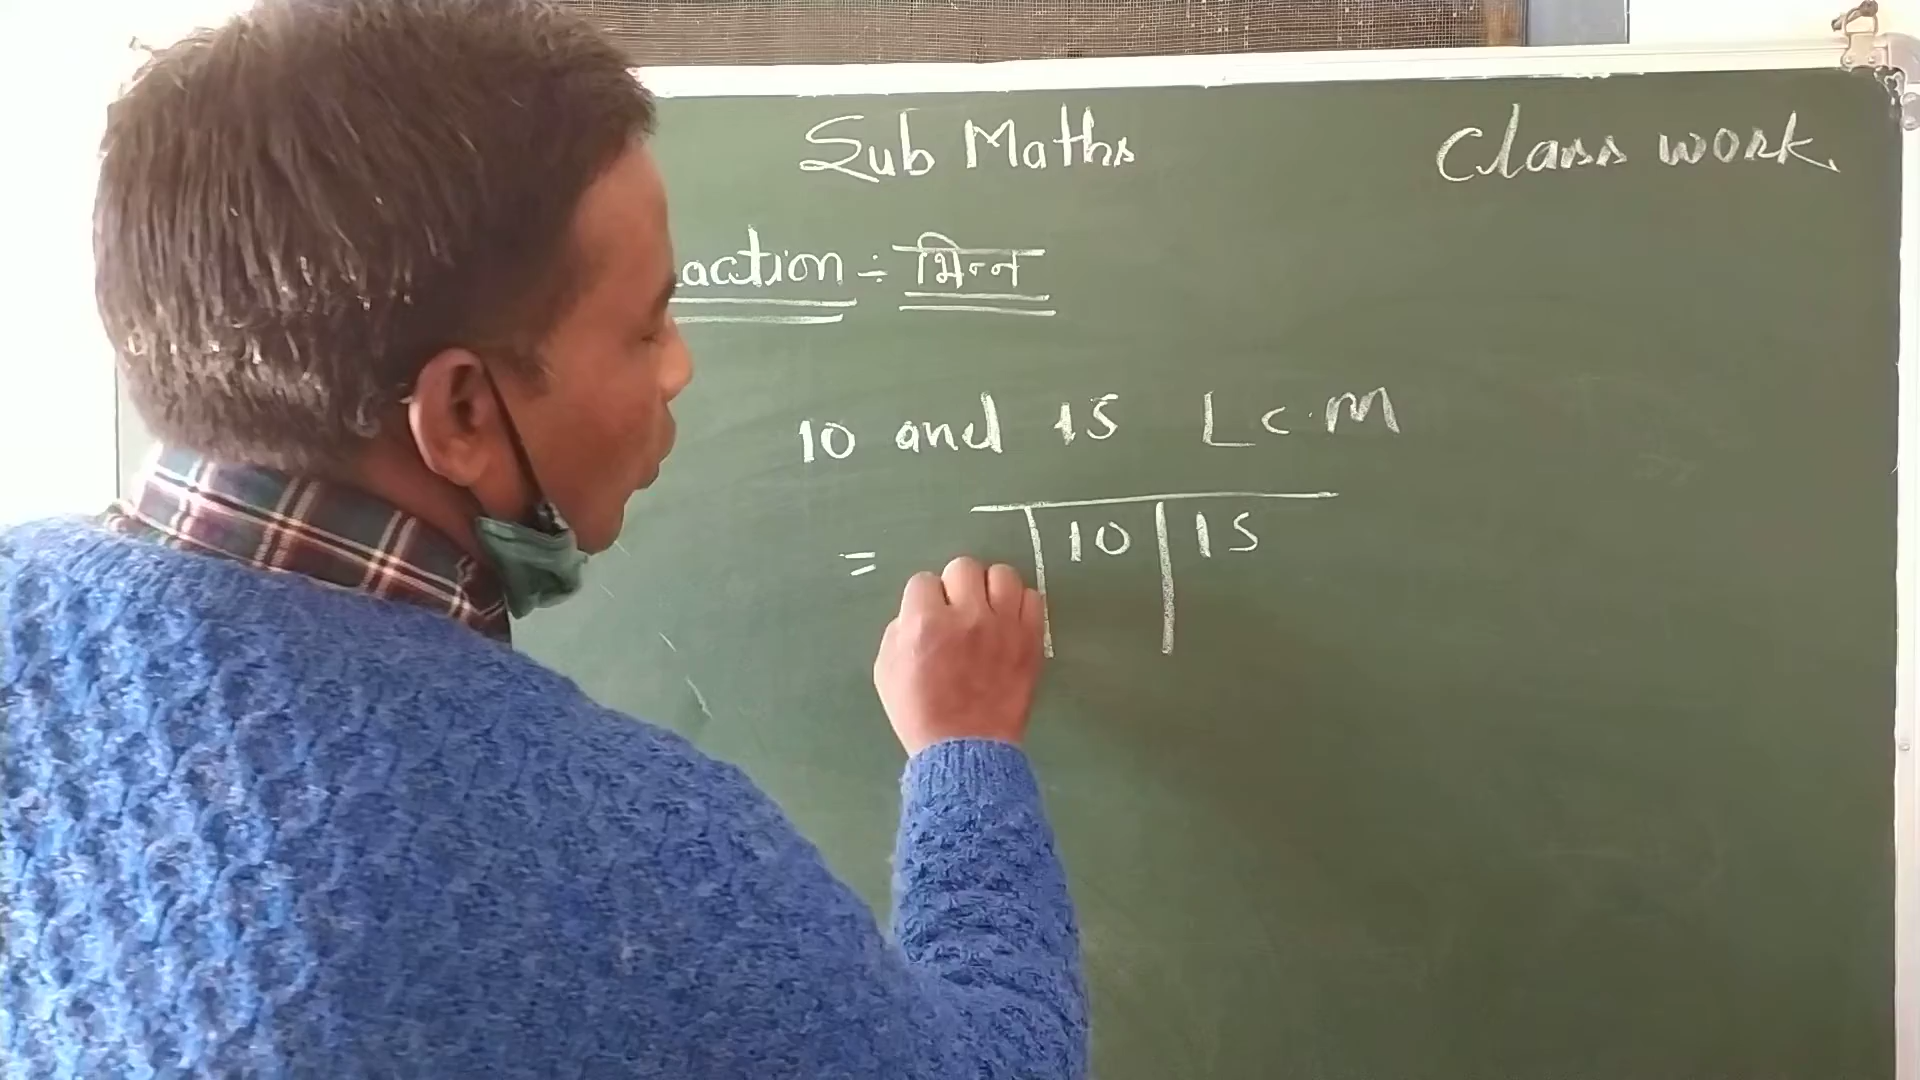 Sub Maths Class work
action ÷ भिन्न
10 and 15 L.C.M
= 10 15